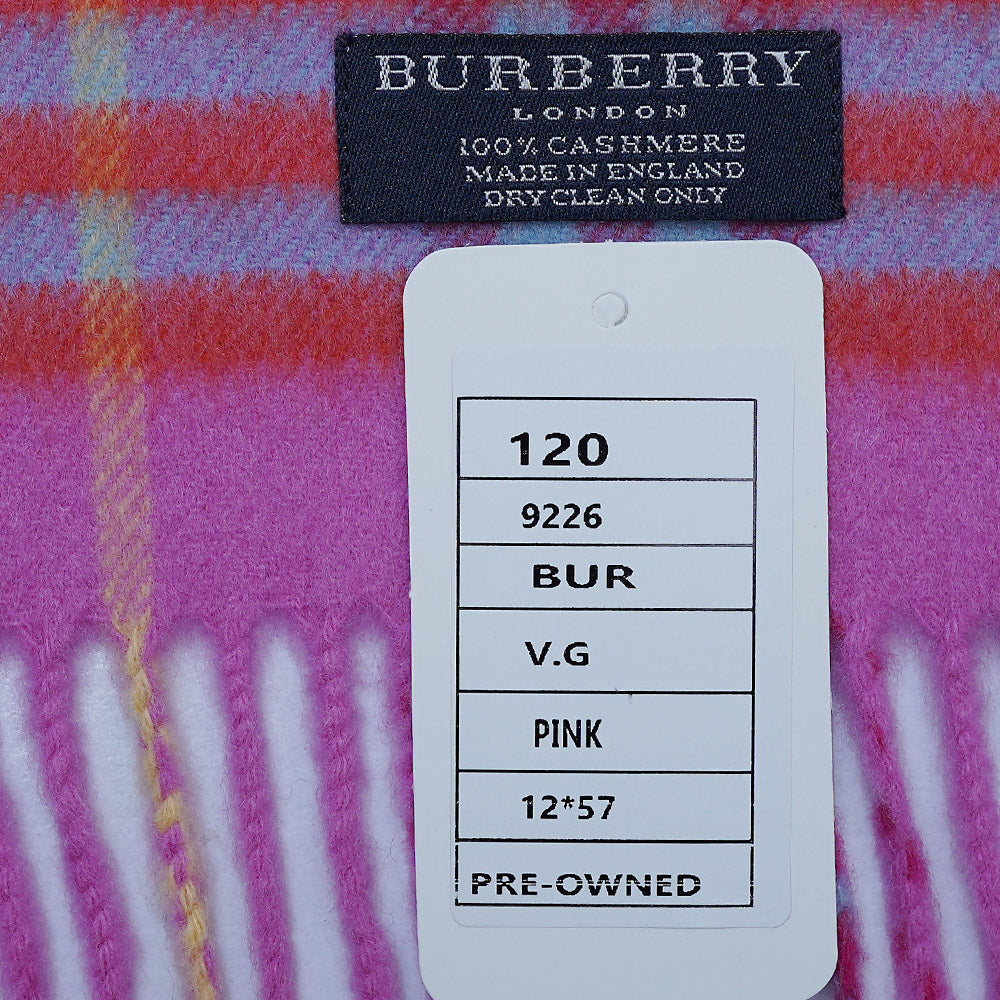 BURBERRY
LONDON
100% CASHMERE
MADE IN ENGLAND
DRY CLEAN ONLY
120
9226
BUR
V.G
PINK
12*57
PRE-OWNED